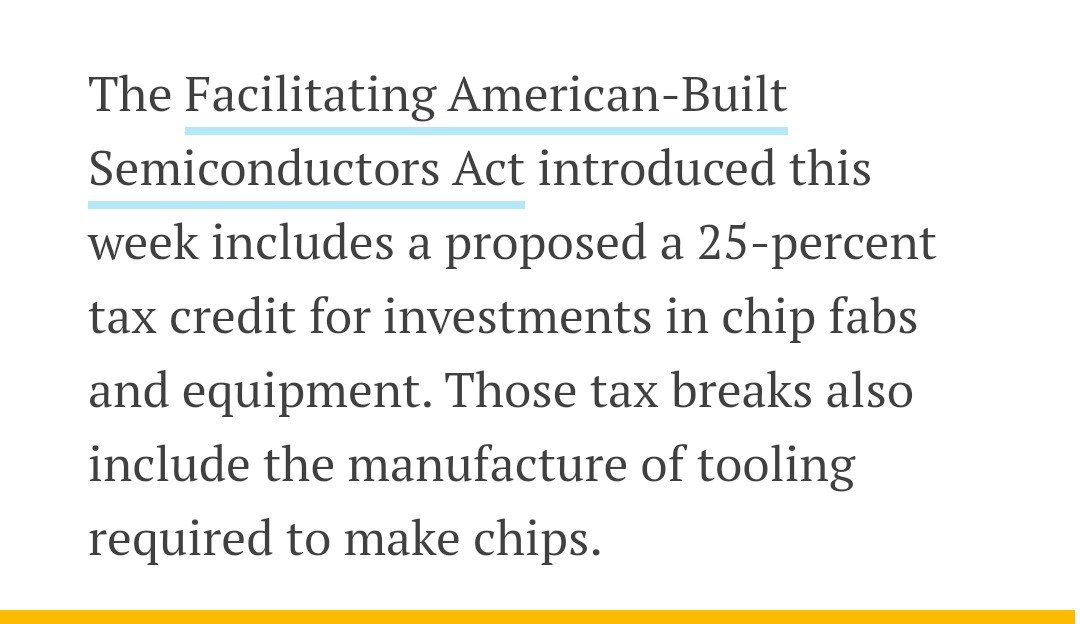 The Facilitating American-Built
Semiconductors Act introduced this
week includes a proposed a 25-percent
tax credit for investments in chip fabs
and equipment. Those tax breaks also
include the manufacture of tooling
required to make chips.